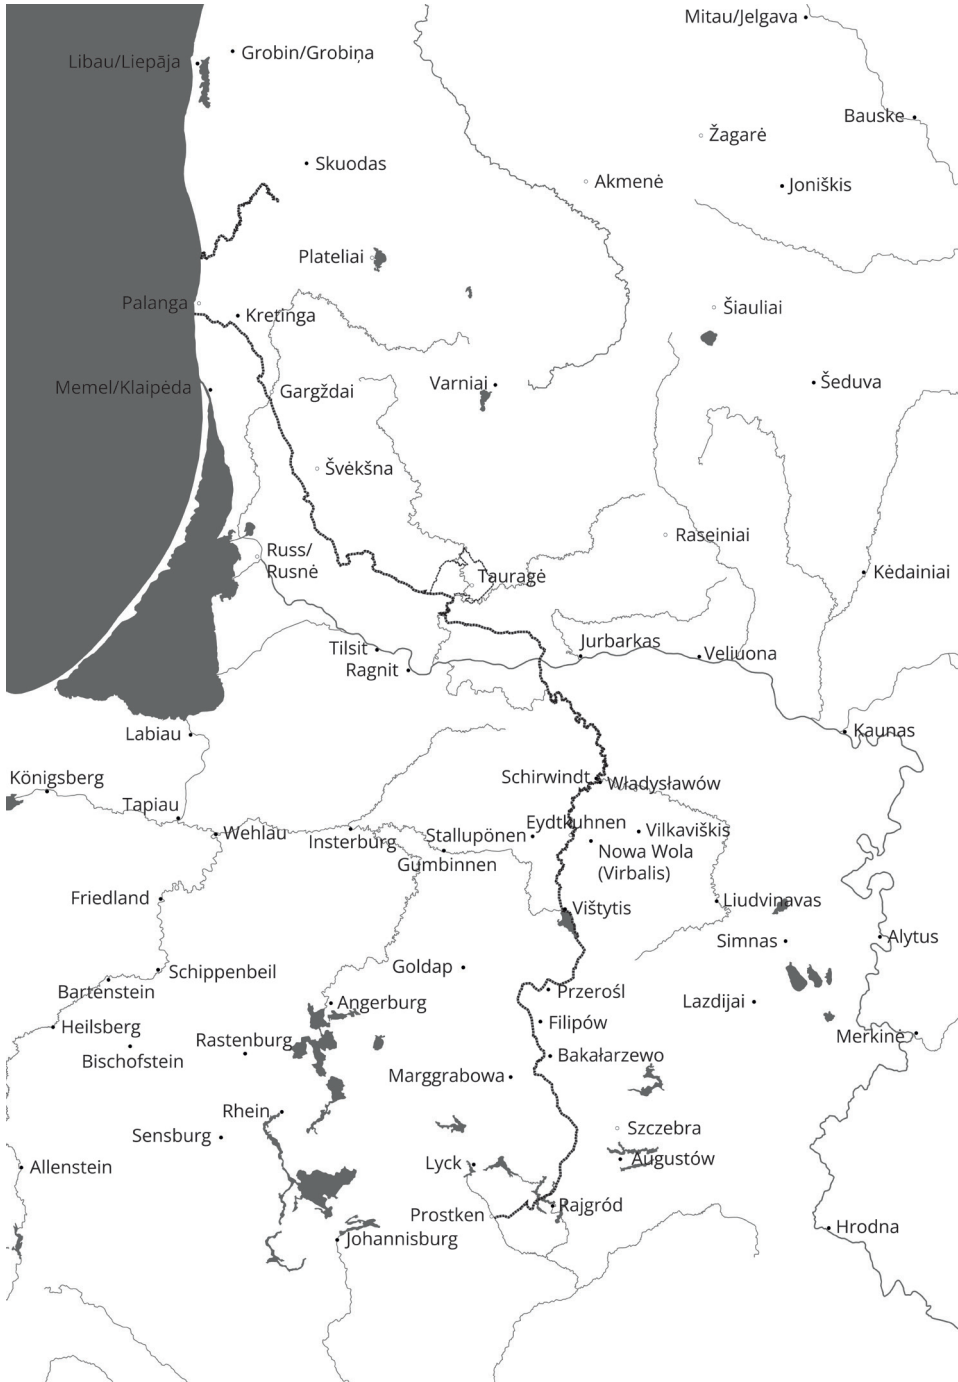 Mitau/Jelgava
Grobin/Grobiņa
Libau/Liepāja
Bauske
Žagarė
Skuodas
Akmenė
Joniškis
Plateliai
Palanga
Kretinga
Šiauliai
Memel/Klaipėda
Gargždai
Varniai
Šeduva
Švėkšna
Raseiniai
Russ/
Rusnė
Tauragė
Kėdainiai
Tilsit
Jurbarkas
Veliuona
Ragnit
Labiau
Kaunas
Königsberg
Schirwindt
Władysławów
Tapiau
Wehlau
Insterburg
Stallupönen
Eydtkuhnen
Vilkaviškis
Gumbinnen
Nowa Wola
(Virbalis)
Friedland
Vištytis
Liudvinavas
Simnas
Alytus
Schippenbeil
Goldap
Bartenstein
Angerburg
Przerośl
Lazdijai
Heilsberg
Filipów
Rastenburg
Merkinė
Bischofstein
Bakałarzewo
Marggrabowa
Rhein
Sensburg
Szczebra
Allenstein
Lyck
Augustów
Prostken
Rajgród
Johannisburg
Hrodna